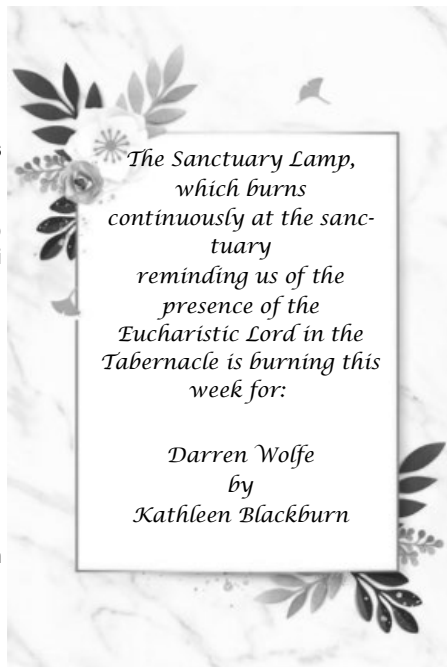 The Sanctuary Lamp,
which burns
continuously at the sanc-
tuary
reminding us of the
presence of the
Eucharistic Lord in the
Tabernacle is burning this
week for:
Darren Wolfe
by
Kathleen Blackburn